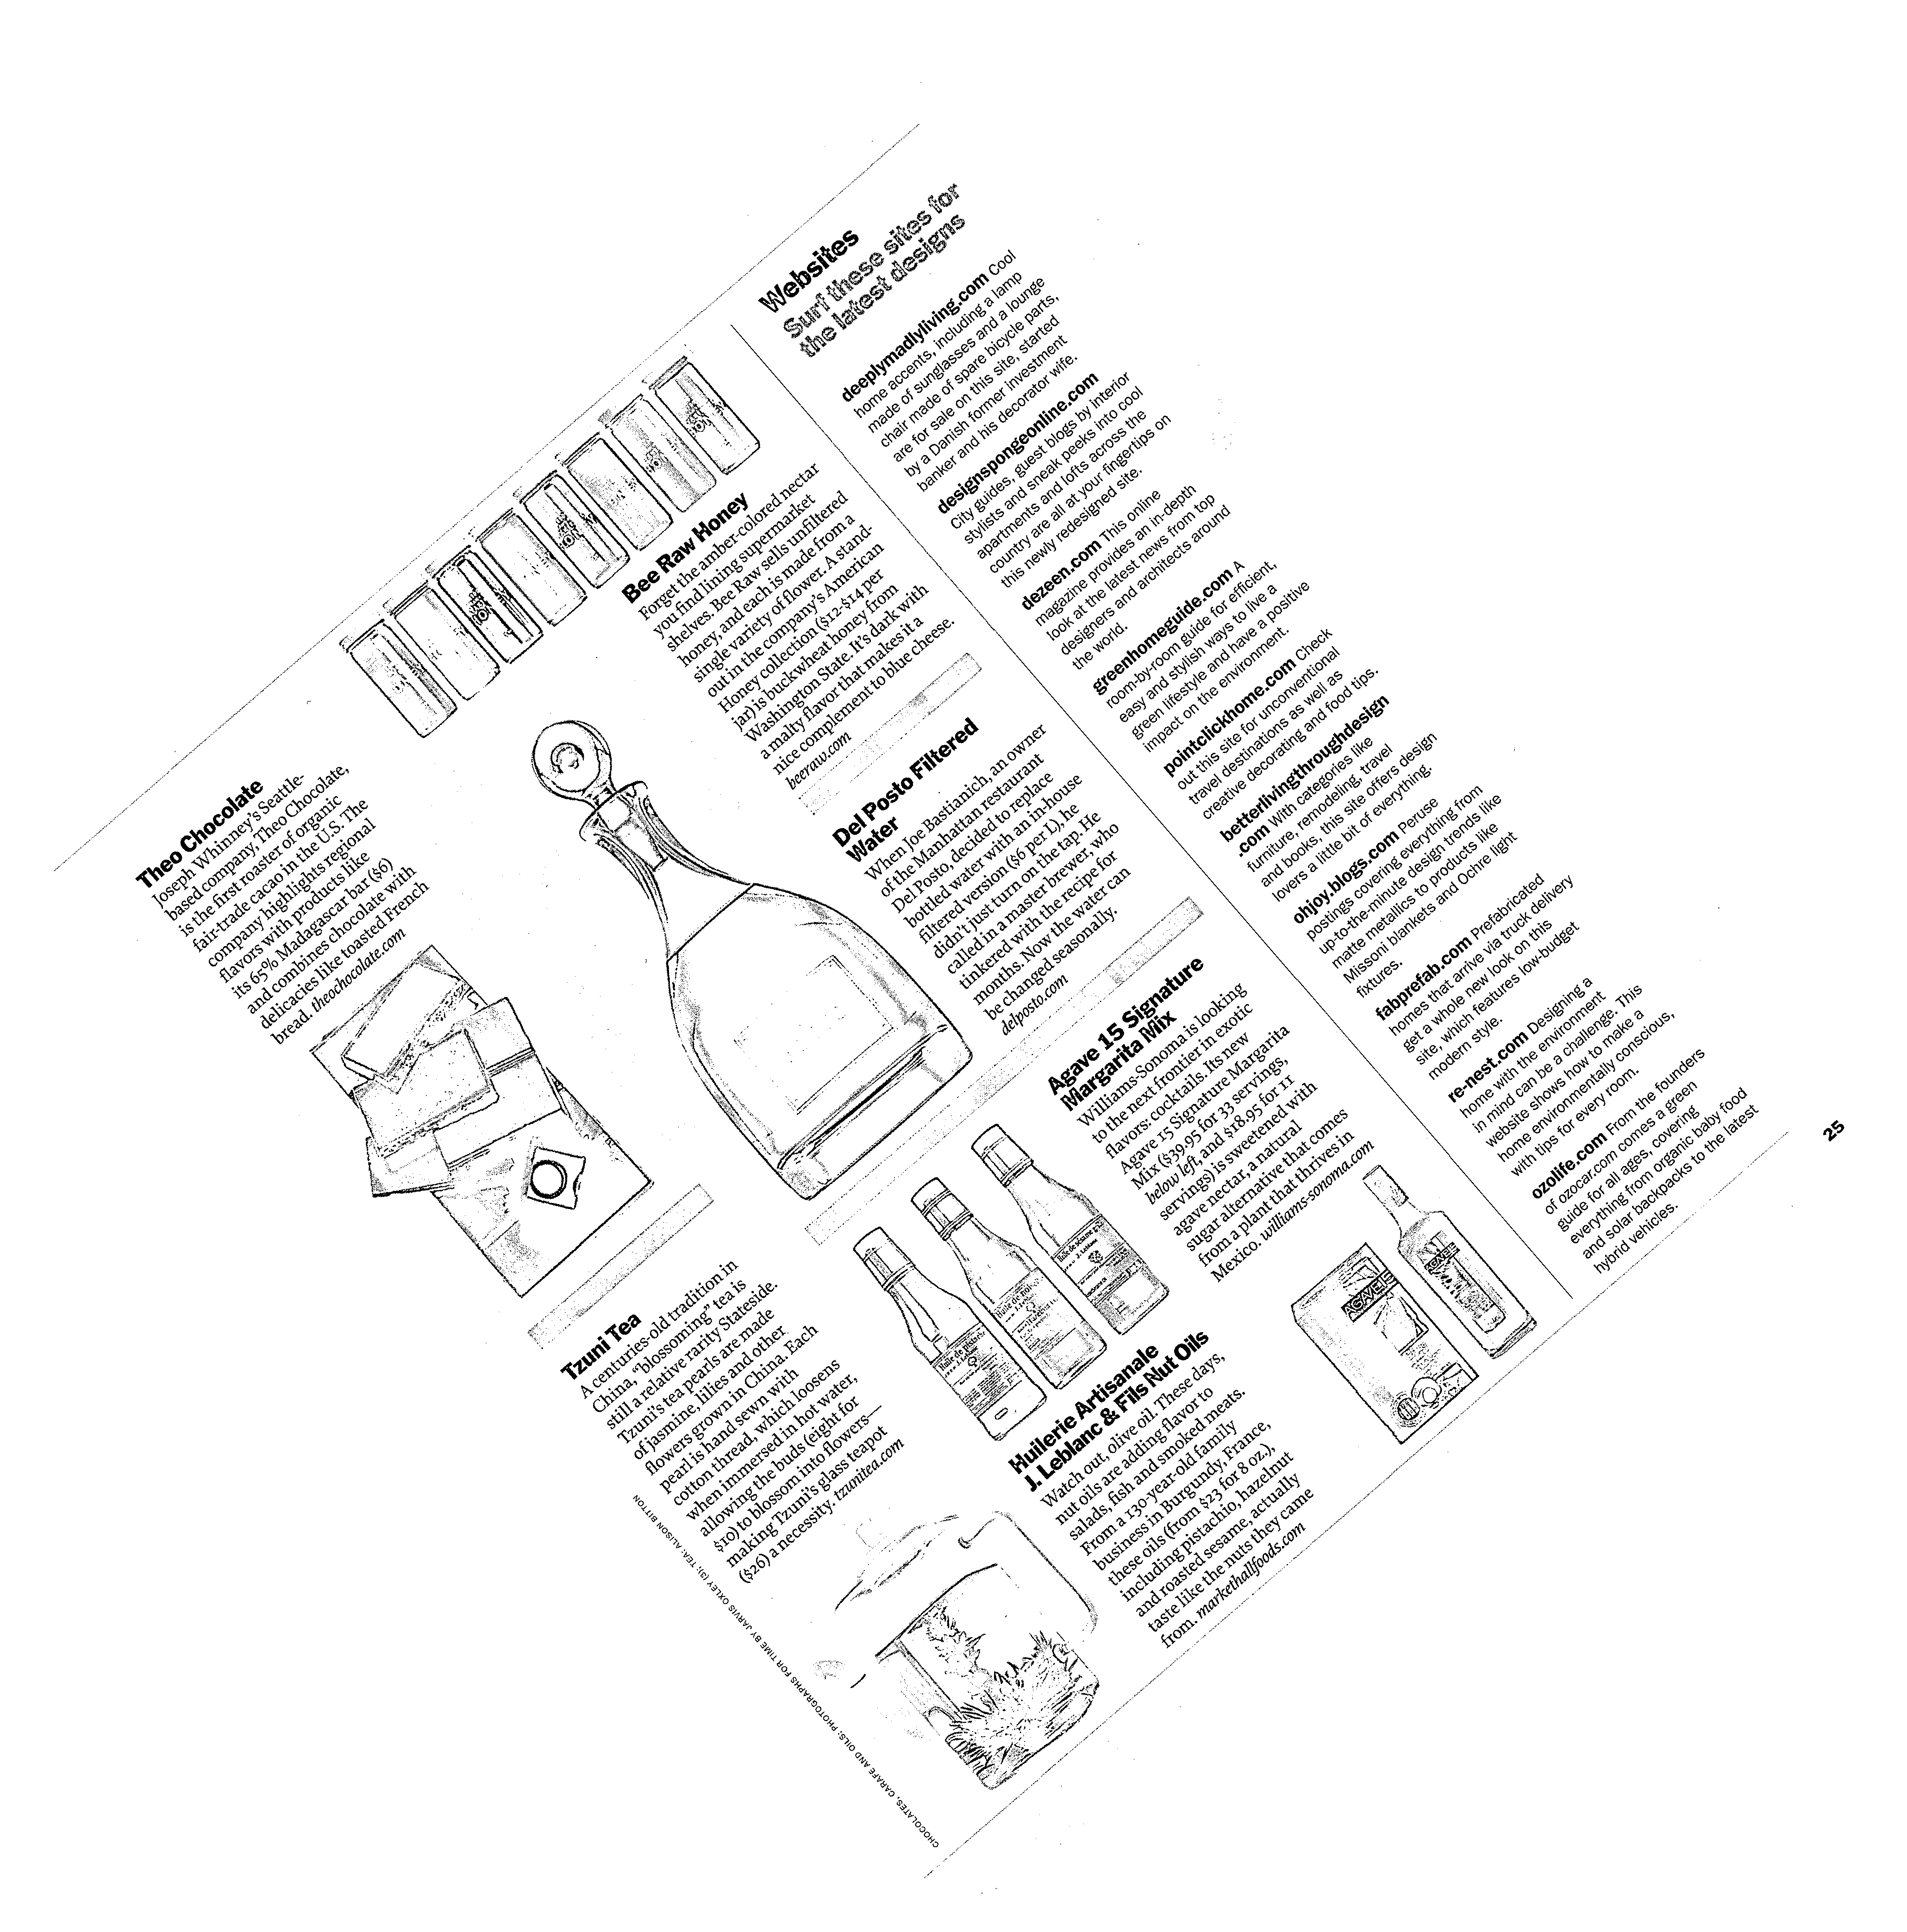 Theo Chocolate
Joseph Whinney's Seattle-
based company, Theo Chocolate,
is the first roaster of organic
fair-trade cacao in the U.S. The
company highlights regional
flavors with products like
its 65% Madagascar bar ($6)
and combines chocolate with
delicacies like toasted French
bread. theochocolate.com
Tzuni Tea
A centuries-old tradition in
China, "blossoming" tea is
still a relative rarity Stateside.
Tzuni's tea pearls are made
of jasmine, lilies and other
flowers grown in China. Each
pearl is hand sewn with
cotton thread, which loosens
when immersed in hot water,
allowing the buds (eight for
$10) to blossom into flowers—
making Tzuni's glass teapot
($26) a necessity. tzunitea.com
CHOCOLATES, CARAFE AND OILS: PHOTOGRAPHS FOR TIME BY JARVIS OXLEY (3); TEA: ALISON BITTON
Bee Raw Honey
Forget the amber-colored nectar
you find lining supermarket
shelves. Bee Raw sells unfiltered
honey, and each is made from a
single variety of flower. A stand-
out in the company's American
Honey collection ($12-$14 per
jar) is buckwheat honey from
Washington State. It's dark with
a malty flavor that makes it a
nice complement to blue cheese.
beeraw.com
Del Posto Filtered
Water
When Joe Bastianich, an owner
of the Manhattan restaurant
Del Posto, decided to replace
bottled water with an in-house
filtered version ($6 per L), he
didn't just turn on the tap. He
called in a master brewer, who
tinkered with the recipe for
months. Now the water can
be changed seasonally.
delposto.com
Agave 15 Signature
Margarita Mix
Williams-Sonoma is looking
to the next frontier in exotic
flavors: cocktails. Its new
Agave 15 Signature Margarita
Mix ($39.95 for 33 servings,
below left, and $18.95 for 11
servings) is sweetened with
agave nectar, a natural
sugar alternative that comes
from a plant that thrives in
Mexico. williams-sonoma.com
AGAVE 15
AGAVE 15
Huilerie Artisanale
J. Leblanc & Fils Nut Oils
Watch out, olive oil. These days,
nut oils are adding flavor to
salads, fish and smoked meats.
From a 130-year-old family
business in Burgundy, France,
these oils (from $23 for 8 oz.),
including pistachio, hazelnut
and roasted sesame, actually
taste like the nuts they came
from. markethallfoods.com
Websites
Surf these sites for
the latest designs
deeplymadlyliving.com Cool
home accents, including a lamp
made of sunglasses and a lounge
chair made of spare bicycle parts,
are for sale on this site, started
by a Danish former investment
banker and his decorator wife.
designspongeonline.com
City guides, guest blogs by interior
stylists and sneak peeks into cool
apartments and lofts across the
country are all at your fingertips on
this newly redesigned site.
dezeen.com This online
magazine provides an in-depth
look at the latest news from top
designers and architects around
the world.
greenhomeguide.com A
room-by-room guide for efficient,
easy and stylish ways to live a
green lifestyle and have a positive
impact on the environment.
pointclickhome.com Check
out this site for unconventional
travel destinations as well as
creative decorating and food tips.
betterlivingthroughdesign
.com With categories like
furniture, remodeling, travel
and books, this site offers design
lovers a little bit of everything.
ohjoy.blogs.com Peruse
postings covering everything from
up-to-the-minute design trends like
matte metallics to products like
Missoni blankets and Ochre light
fixtures.
fabprefab.com Prefabricated
homes that arrive via truck delivery
get a whole new look on this
site, which features low-budget
modern style.
re-nest.com Designing a
home with the environment
in mind can be a challenge. This
website shows how to make a
home environmentally conscious,
with tips for every room.
ozolife.com From the founders
of ozocar.com comes a green
guide for all ages, covering
everything from organic baby food
and solar backpacks to the latest
hybrid vehicles.
25